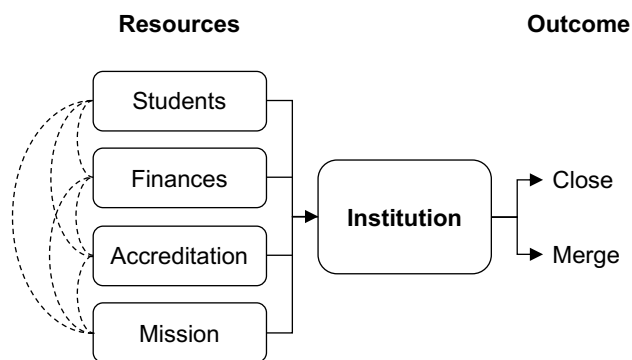 Resources
Outcome
Students
Finances
Accreditation
Mission
Institution
Close
Merge